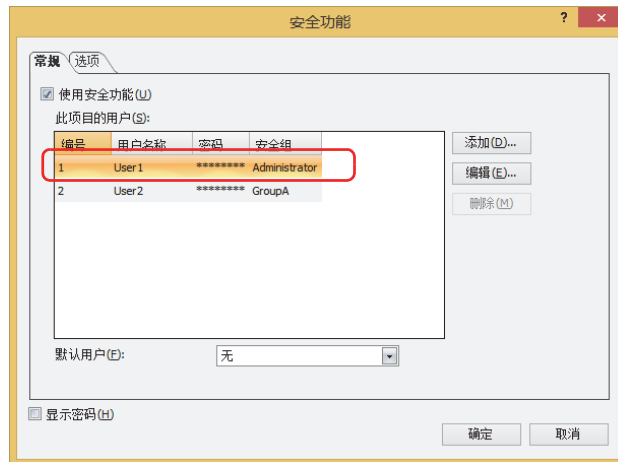 安全功能
? ×
常规 选项
使用安全功能(U)
此项目的用户(S):
编号 用户名称 密码 安全组
1 User1 ******** Administrator
2 User2 ******** GroupA
添加(D)...
编辑(E)...
删除(M)
默认用户(F): 无
显示密码(H)
确定 取消